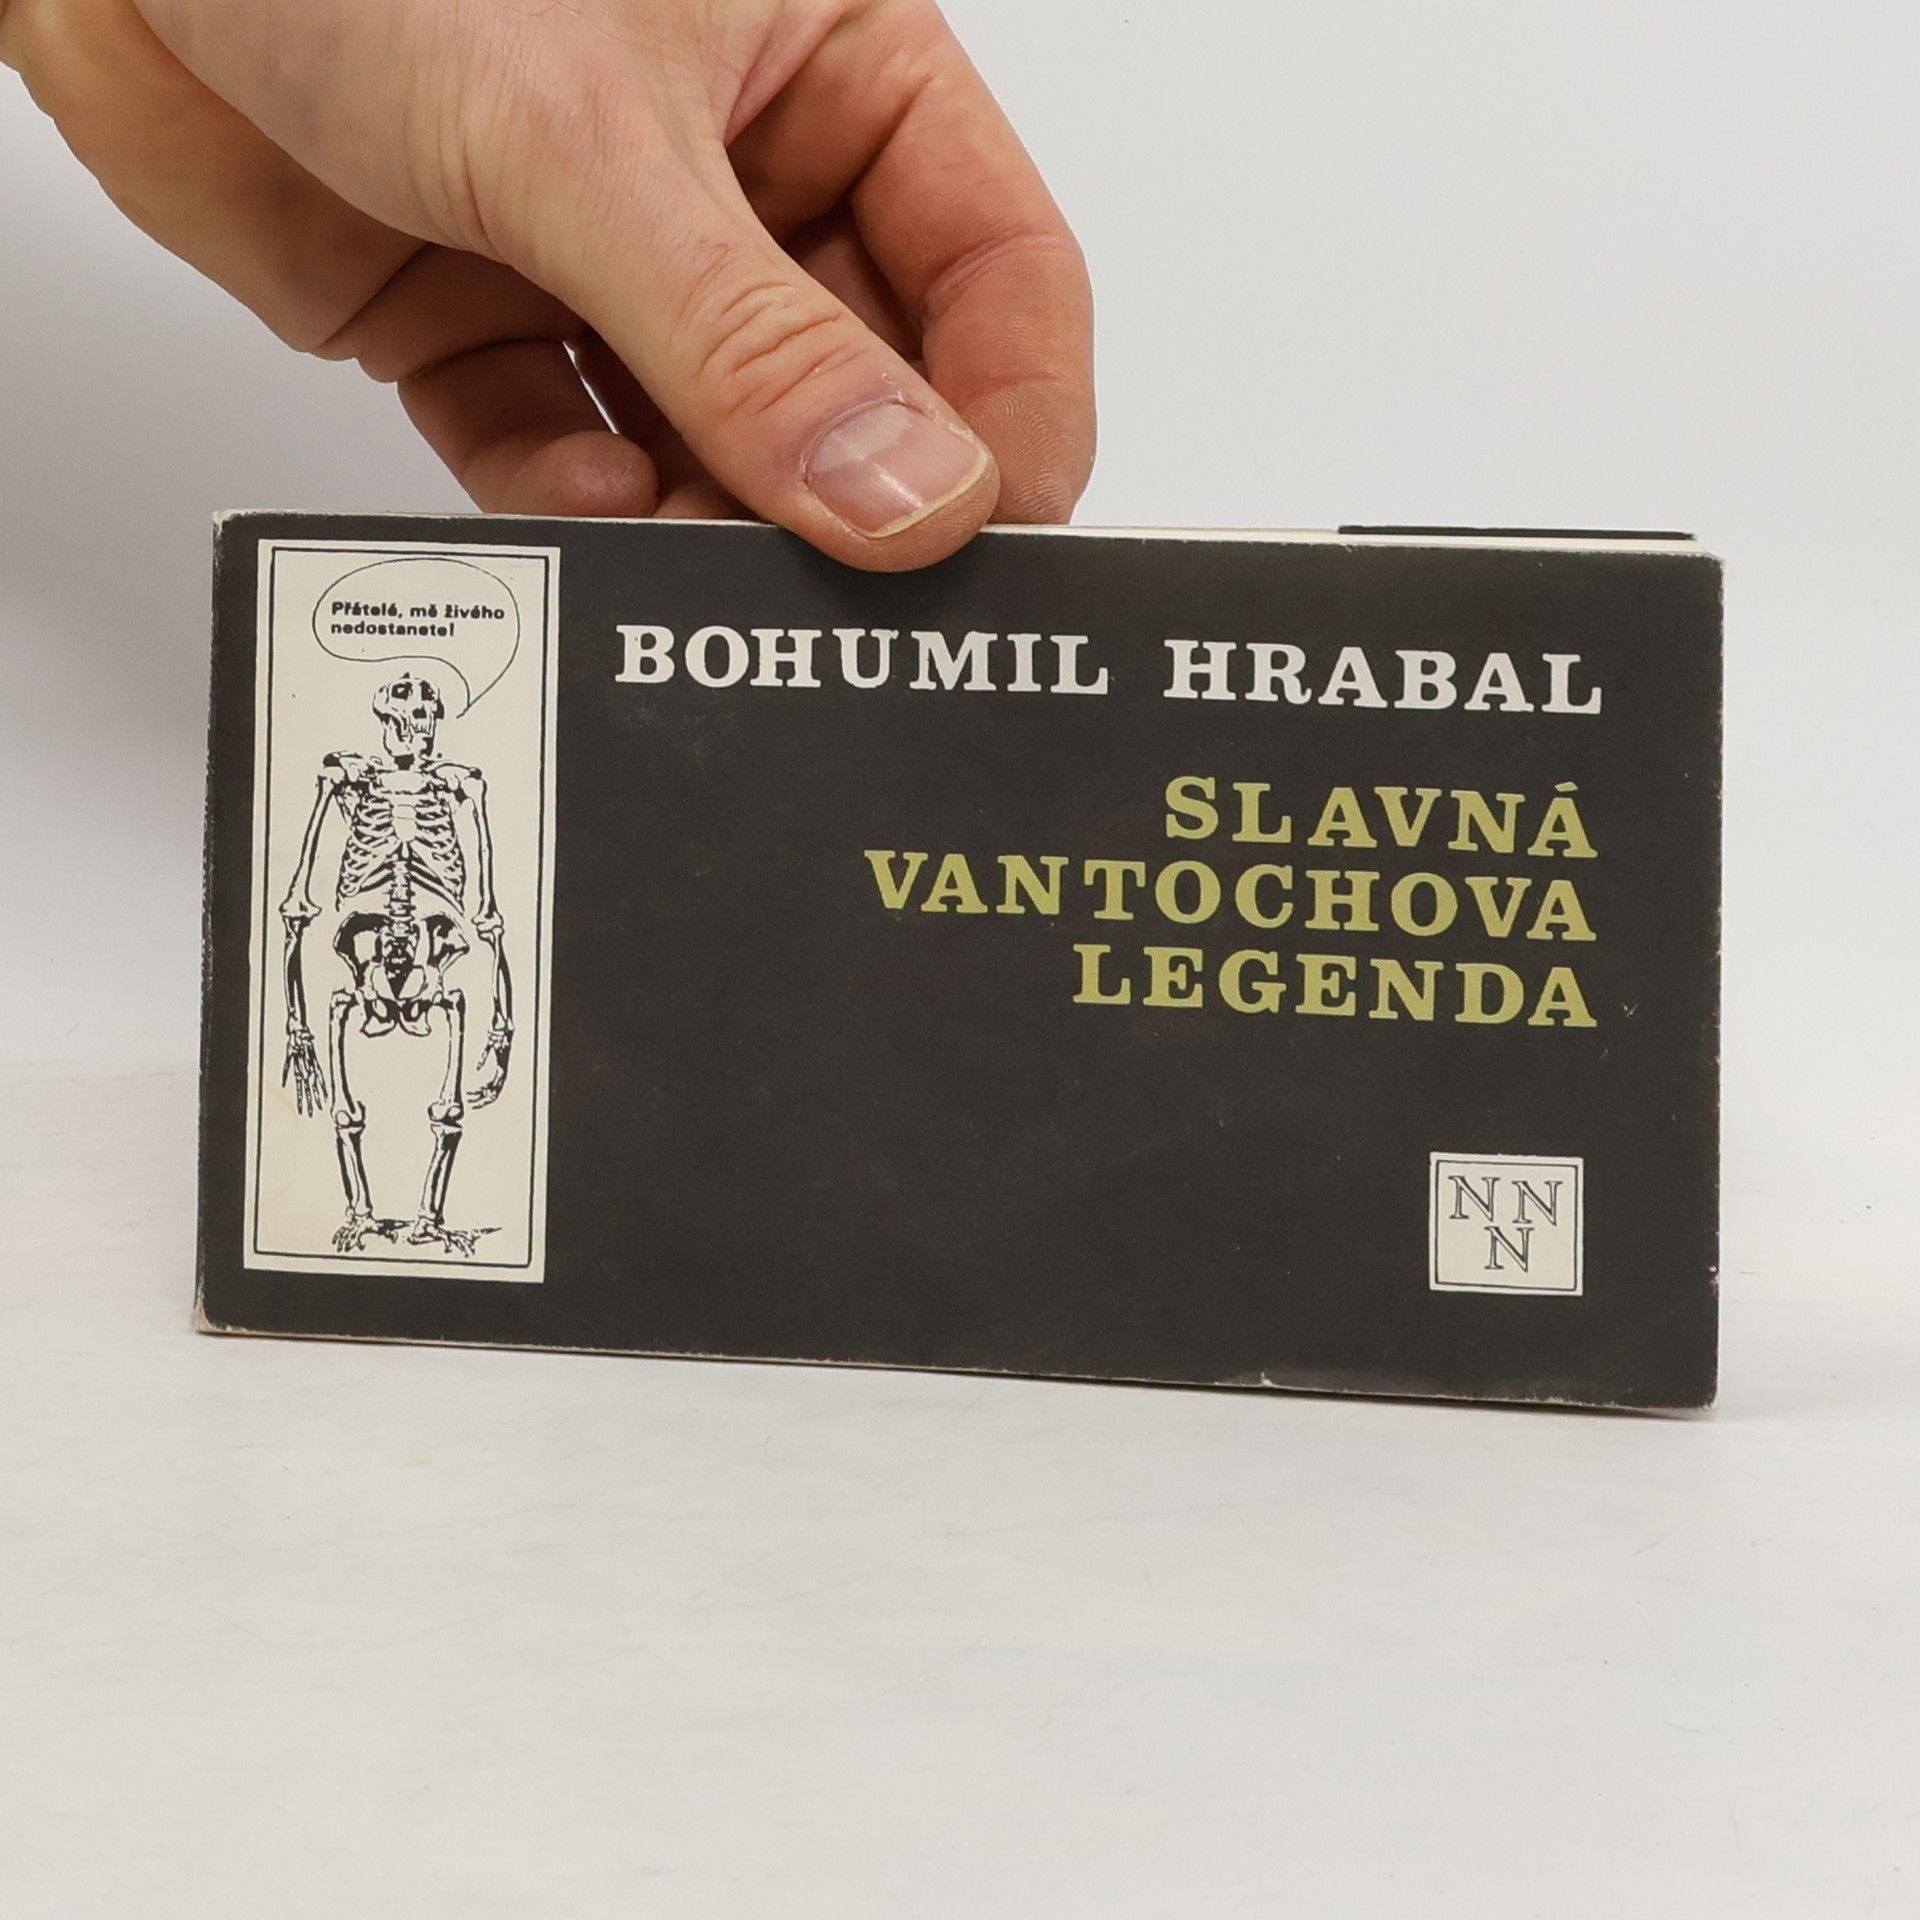 Přátelé, mě živého
nedostanete!
BOHUMIL HRABAL
SLAVNÁ
VANTOCHOVA
LEGENDA
NN
N